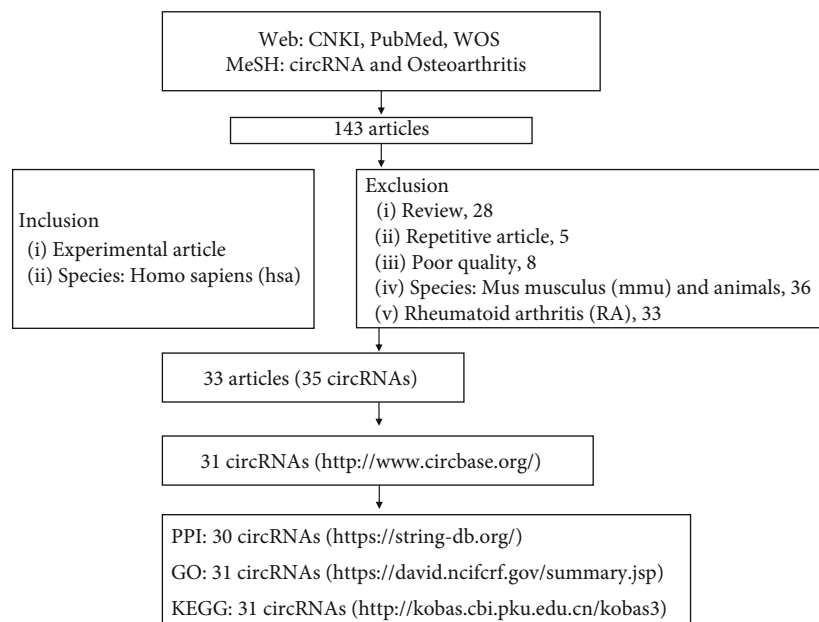 Web: CNKI, PubMed, WOS
MeSH: circRNA and Osteoarthritis
143 articles
Inclusion
(i) Experimental article
(ii) Species: Homo sapiens (hsa)
Exclusion
(i) Review, 28
(ii) Repetitive article, 5
(iii) Poor quality, 8
(iv) Species: Mus musculus (mmu) and animals, 36
(v) Rheumatoid arthritis (RA), 33
33 articles (35 circRNAs)
31 circRNAs (http://www.circbase.org/)
PPI: 30 circRNAs (https://string-db.org/)
GO: 31 circRNAs (https://david.ncifcrf.gov/summary.jsp)
KEGG: 31 circRNAs (http://kobas.cbi.pku.edu.cn/kobas3)